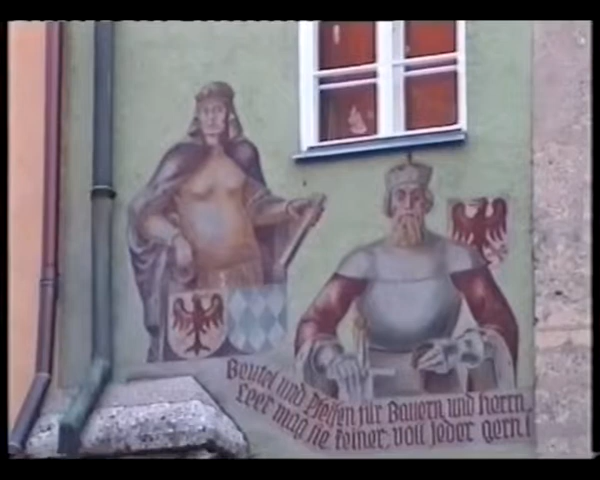 Beutel und Pfeifen für Bauern und Herrn.
Leer mag sie keiner, voll jeder gern!